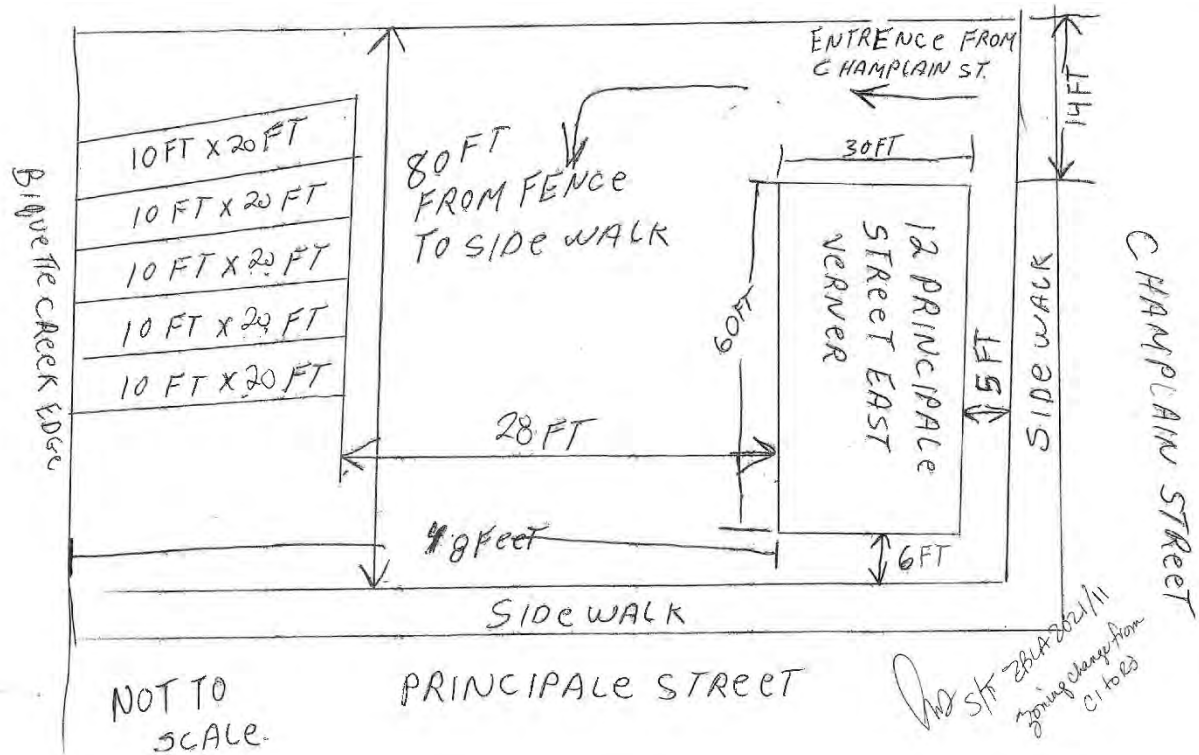 ENTRENCE FROM
CHAMPLAIN ST.
14FT
10FT X 20 FT
10 FT X 20 FT
10 FT X 20 FT
10 FT X 20 FT
10 FT X 20 FT
BIQUETTE CREEK EDGE
80FT
FROM FENCE
TO SIDE WALK
30FT
60FT
12 PRINCIPALE
STREET EAST
VERNER
5FT
SIDE WALK
CHAMPLAIN STREET
28 FT
48 Feet
6FT
SIDE WALK
PRINCIPALE STREET
NOT TO
SCALE.
ZBLA 2021/11
zoning change from
C1 to R3